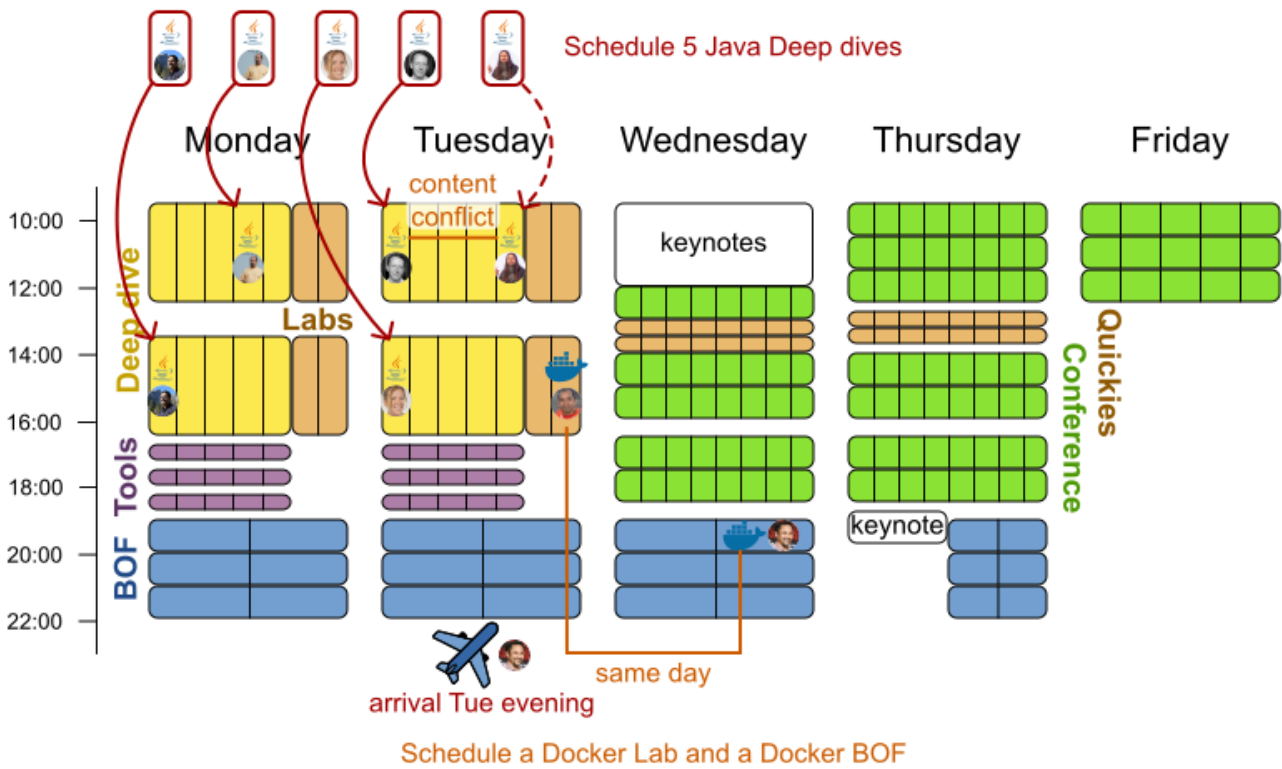 Schedule 5 Java Deep dives
Monday
Tuesday
Wednesday
Thursday
Friday
content
conflict
10:00
12:00
14:00
16:00
18:00
20:00
22:00
keynotes
Deep dive
Labs
Tools
BOF
Quickies
Conference
keynote
same day
arrival Tue evening
Schedule a Docker Lab and a Docker BOF